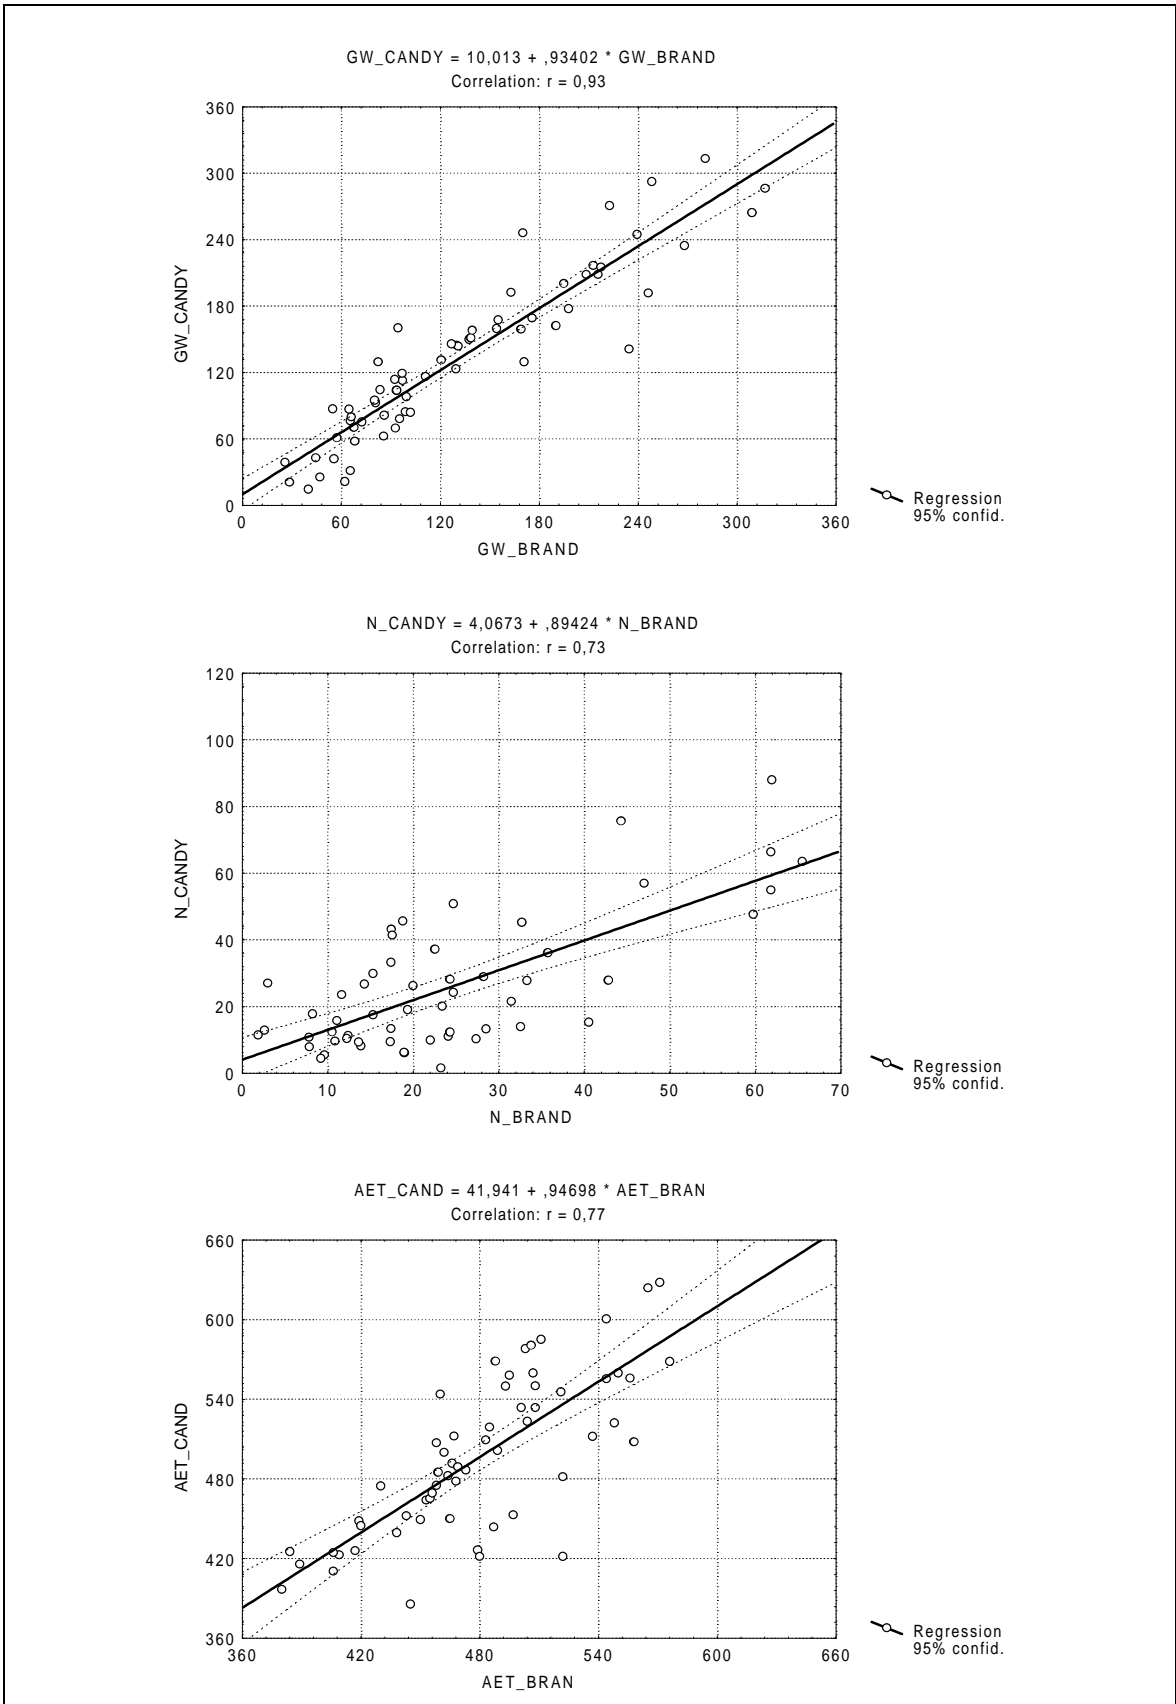 GW_CANDY = 10,013 + ,93402 * GW_BRAND
Correlation: r = 0,93
360
300
240
180
120
60
0
GW_CANDY
0 60 120 180 240 300 360
GW_BRAND
Regression
95% confid.
N_CANDY = 4,0673 + ,89424 * N_BRAND
Correlation: r = 0,73
120
100
80
60
40
20
0
N_CANDY
0 10 20 30 40 50 60 70
N_BRAND
Regression
95% confid.
AET_CAND = 41,941 + ,94698 * AET_BRAN
Correlation: r = 0,77
660
600
540
480
420
360
AET_CAND
360 420 480 540 600 660
AET_BRAN
Regression
95% confid.